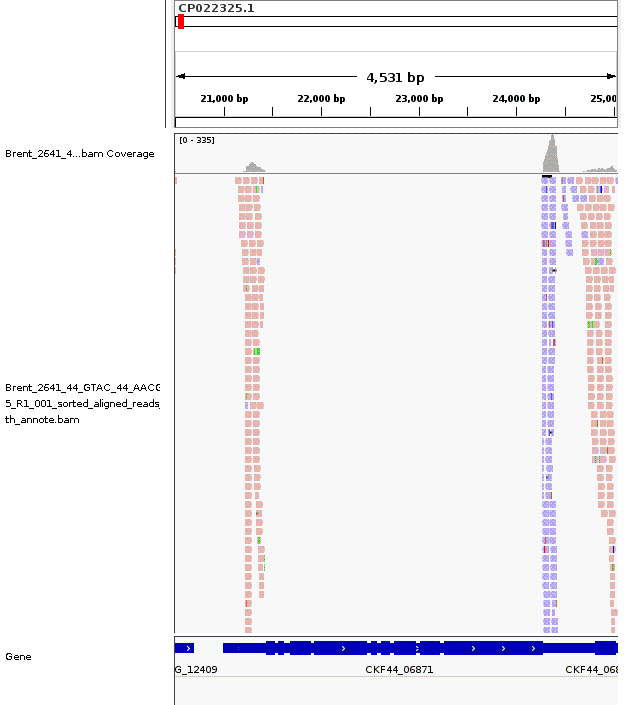 CP022325.1
4,531 bp
21,000 bp 22,000 bp 23,000 bp 24,000 bp 25,00
Brent_2641_4...bam Coverage
[0 - 335]
Brent_2641_44_GTAC_44_AACC
5_R1_001_sorted_aligned_reads_
th_annote.bam
Gene
G_12409 CKF44_06871 CKF44_068